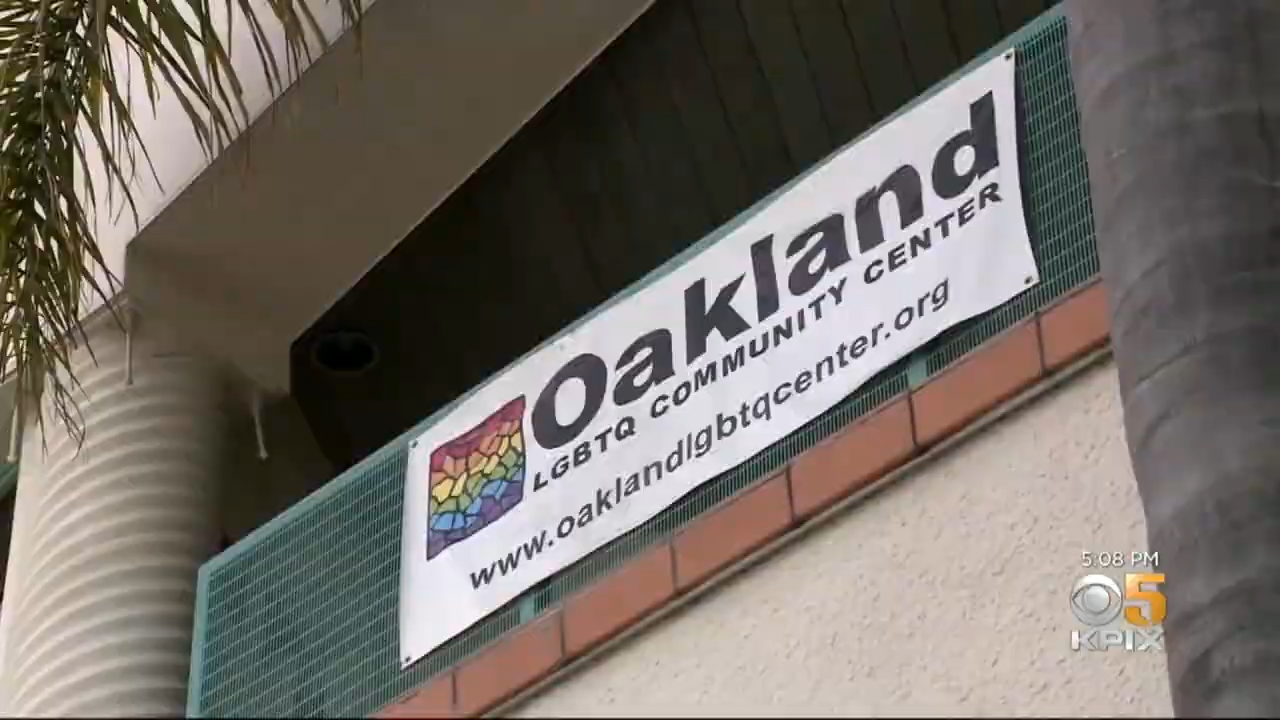 Oakland
LGBTQ COMMUNITY CENTER
www.oaklandlgbtqcenter.org
5:08 PM
5
KPIX